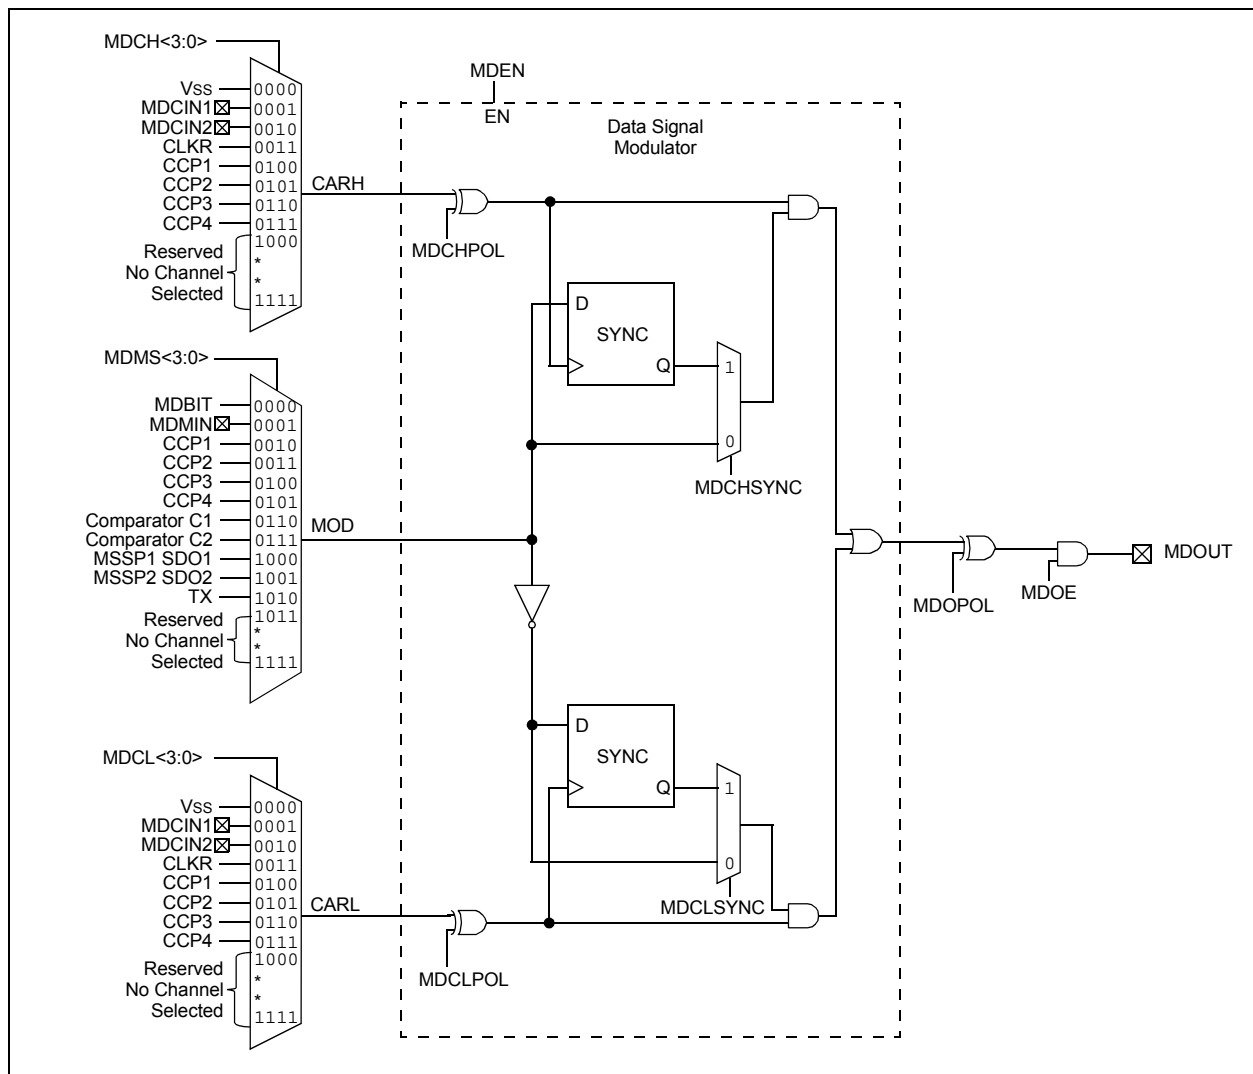 MDCH<3:0>
VSS 0000
MDCIN1 0001
MDCIN2 0010
CLKR 0011
CCP1 0100
CCP2 0101
CCP3 0110
CCP4 0111
1000
Reserved
No Channel
Selected
*
*
1111
CARH
MDMS<3:0>
MDBIT 0000
MDMIN 0001
CCP1 0010
CCP2 0011
CCP3 0100
CCP4 0101
Comparator C1 0110
Comparator C2 0111
MSSP1 SDO1 1000
MSSP2 SDO2 1001
TX 1010
1011
Reserved
No Channel
Selected
*
*
1111
MOD
MDCL<3:0>
VSS 0000
MDCIN1 0001
MDCIN2 0010
CLKR 0011
CCP1 0100
CCP2 0101
CCP3 0110
CCP4 0111
1000
Reserved
No Channel
Selected
*
*
1111
CARL
MDEN
EN
Data Signal
Modulator
MDCHPOL
D
SYNC
Q
1
0
MDCHSYNC
D
SYNC
Q
1
0
MDCLSYNC
MDCLPOL
MDOPOL
MDOE
MDOUT